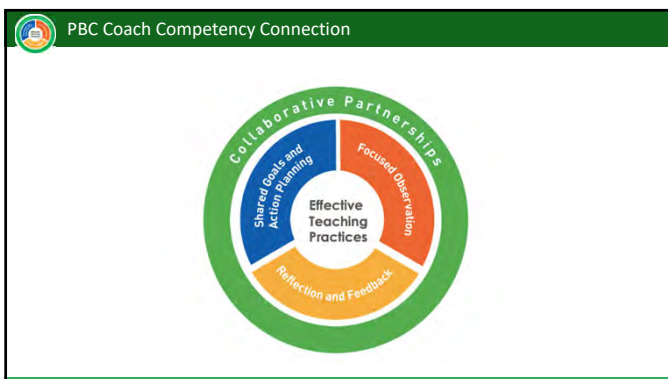 PBC Coach Competency Connection
Collaborative Partnerships
Shared Goals and
Action Planning
Focused Observation
Effective
Teaching
Practices
Reflection and Feedback